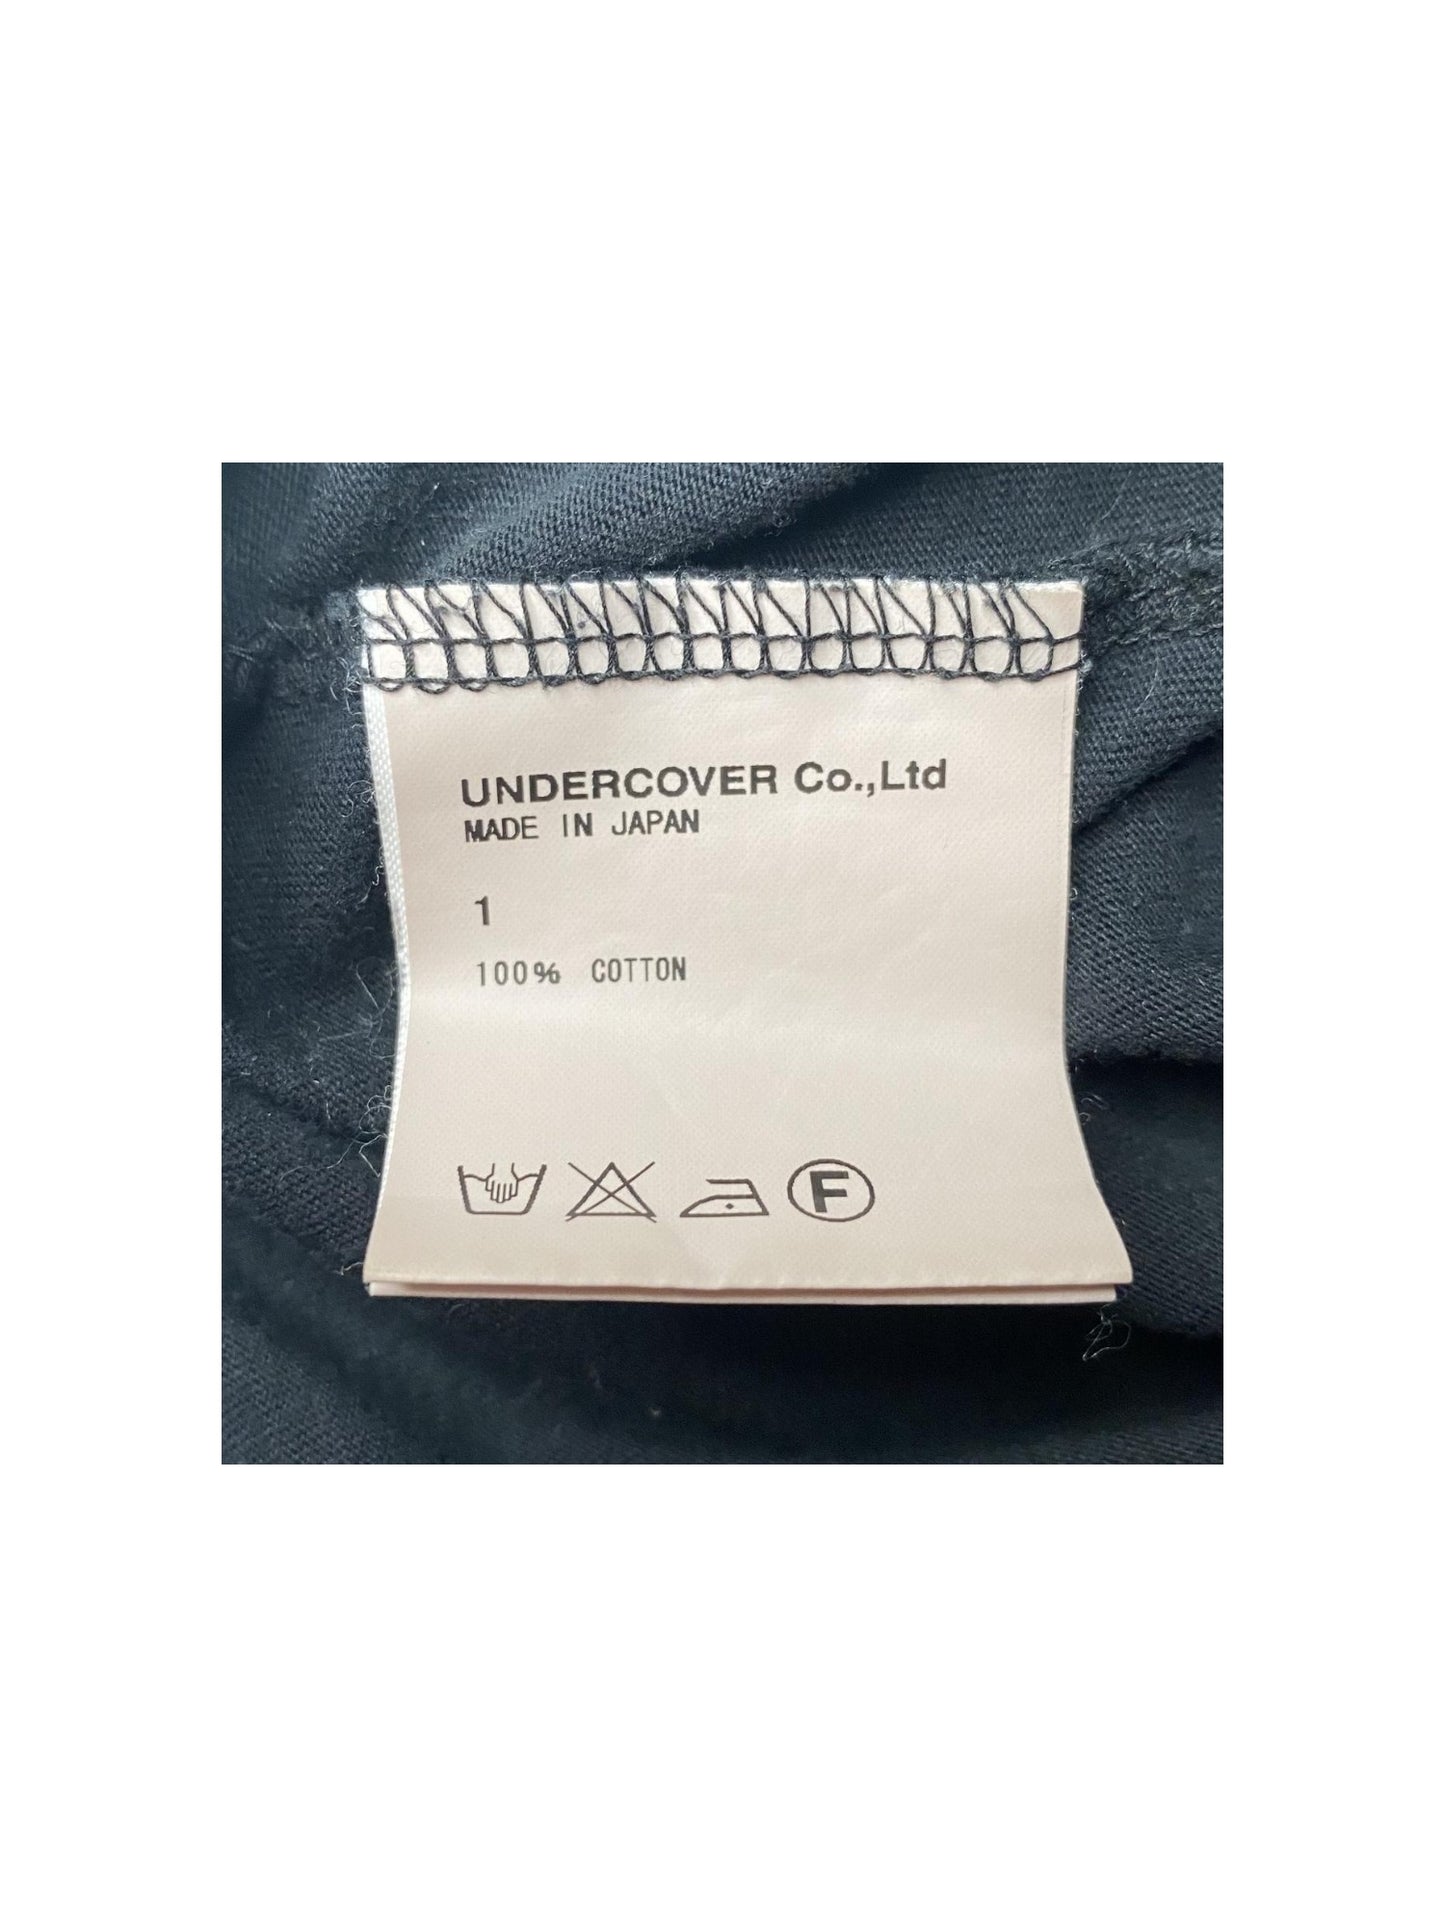 UNDERCOVER Co.,Ltd
MADE IN JAPAN
1
100% COTTON
F